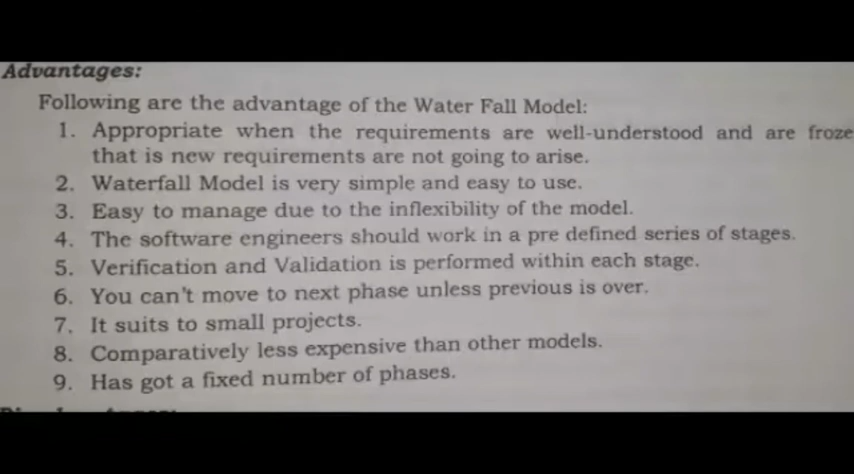 Advantages:
Following are the advantage of the Water Fall Model:
1. Appropriate when the requirements are well-understood and are froze
that is new requirements are not going to arise.
2. Waterfall Model is very simple and easy to use.
3. Easy to manage due to the inflexibility of the model.
4. The software engineers should work in a pre defined series of stages.
5. Verification and Validation is performed within each stage.
6. You can't move to next phase unless previous is over.
7. It suits to small projects.
8. Comparatively less expensive than other models.
9. Has got a fixed number of phases.